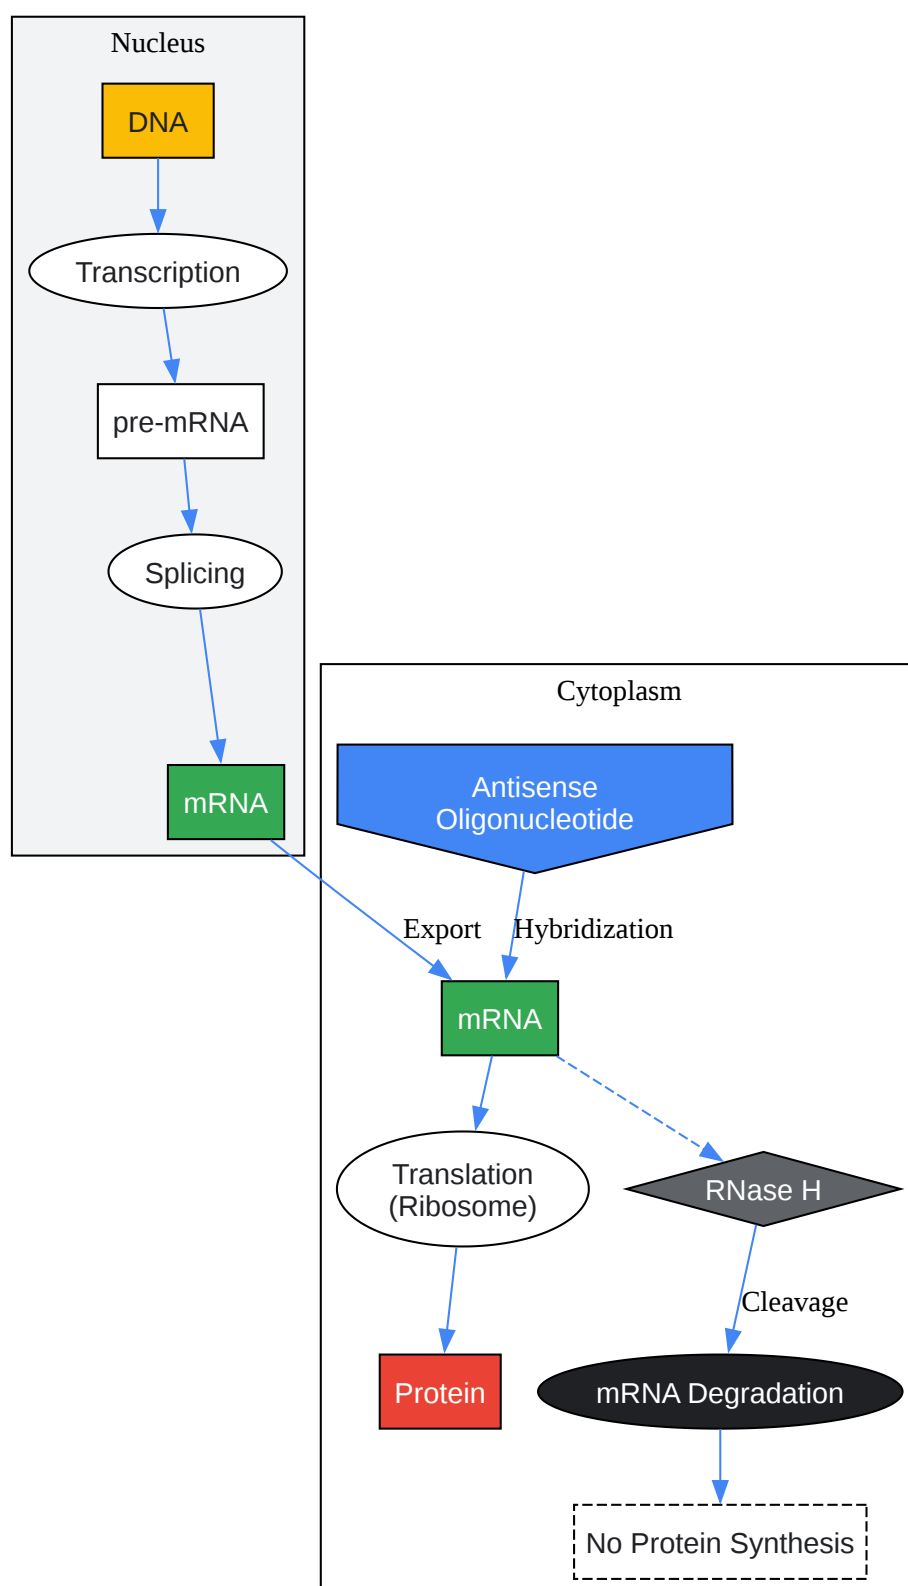 Nucleus
DNA
Transcription
pre-mRNA
Splicing
mRNA
Cytoplasm
Antisense
Oligonucleotide
Export
Hybridization
mRNA
Translation
(Ribosome)
RNase H
Cleavage
Protein
mRNA Degradation
No Protein Synthesis